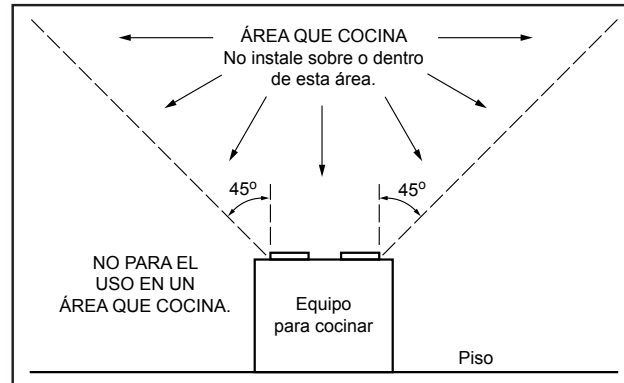 ÁREA QUE COCINA
No instale sobre o dentro
de esta área.
45º
45º
NO PARA EL
USO EN UN
ÁREA QUE COCINA.
Equipo
para cocinar
Piso